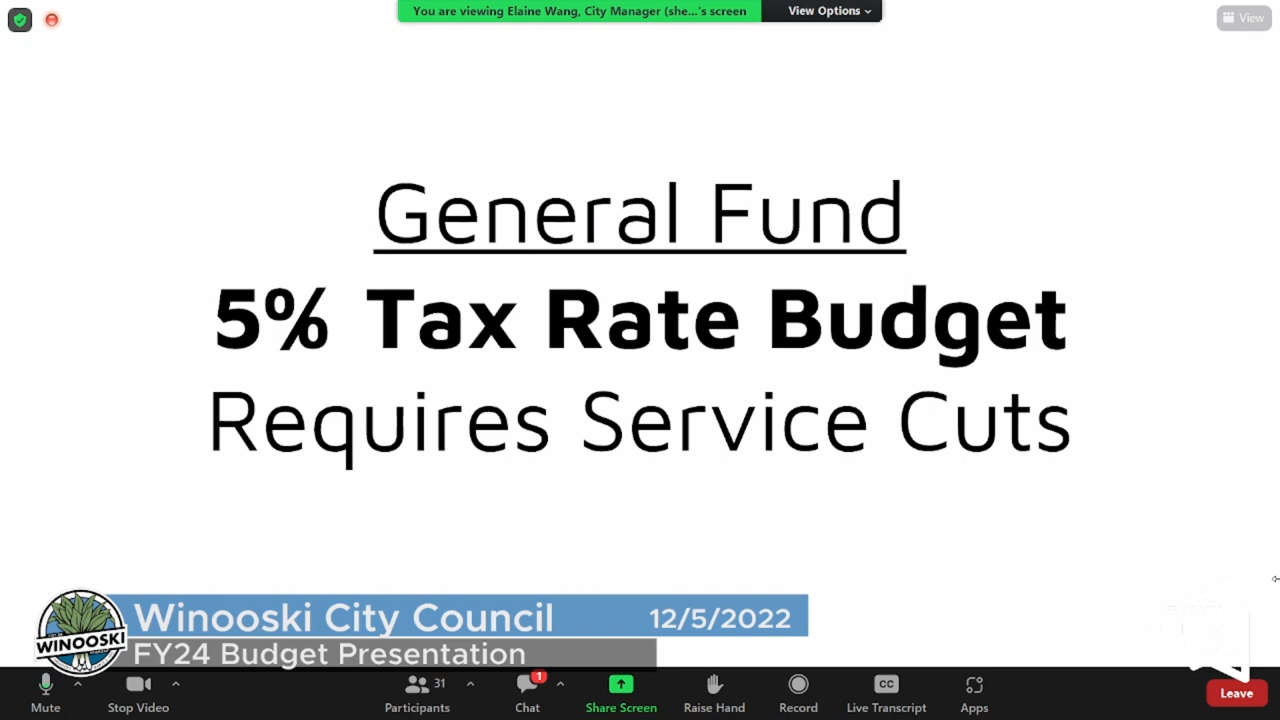 You are viewing Elaine Wang, City Manager (she...'s screen
View Options
View
General Fund
5% Tax Rate Budget
Requires Service Cuts
Winooski City Council 12/5/2022
WINOOSKI
FY24 Budget Presentation
31
1
CC
Mute Stop Video Participants Chat Share Screen Raise Hand Record Live Transcript Apps Leave